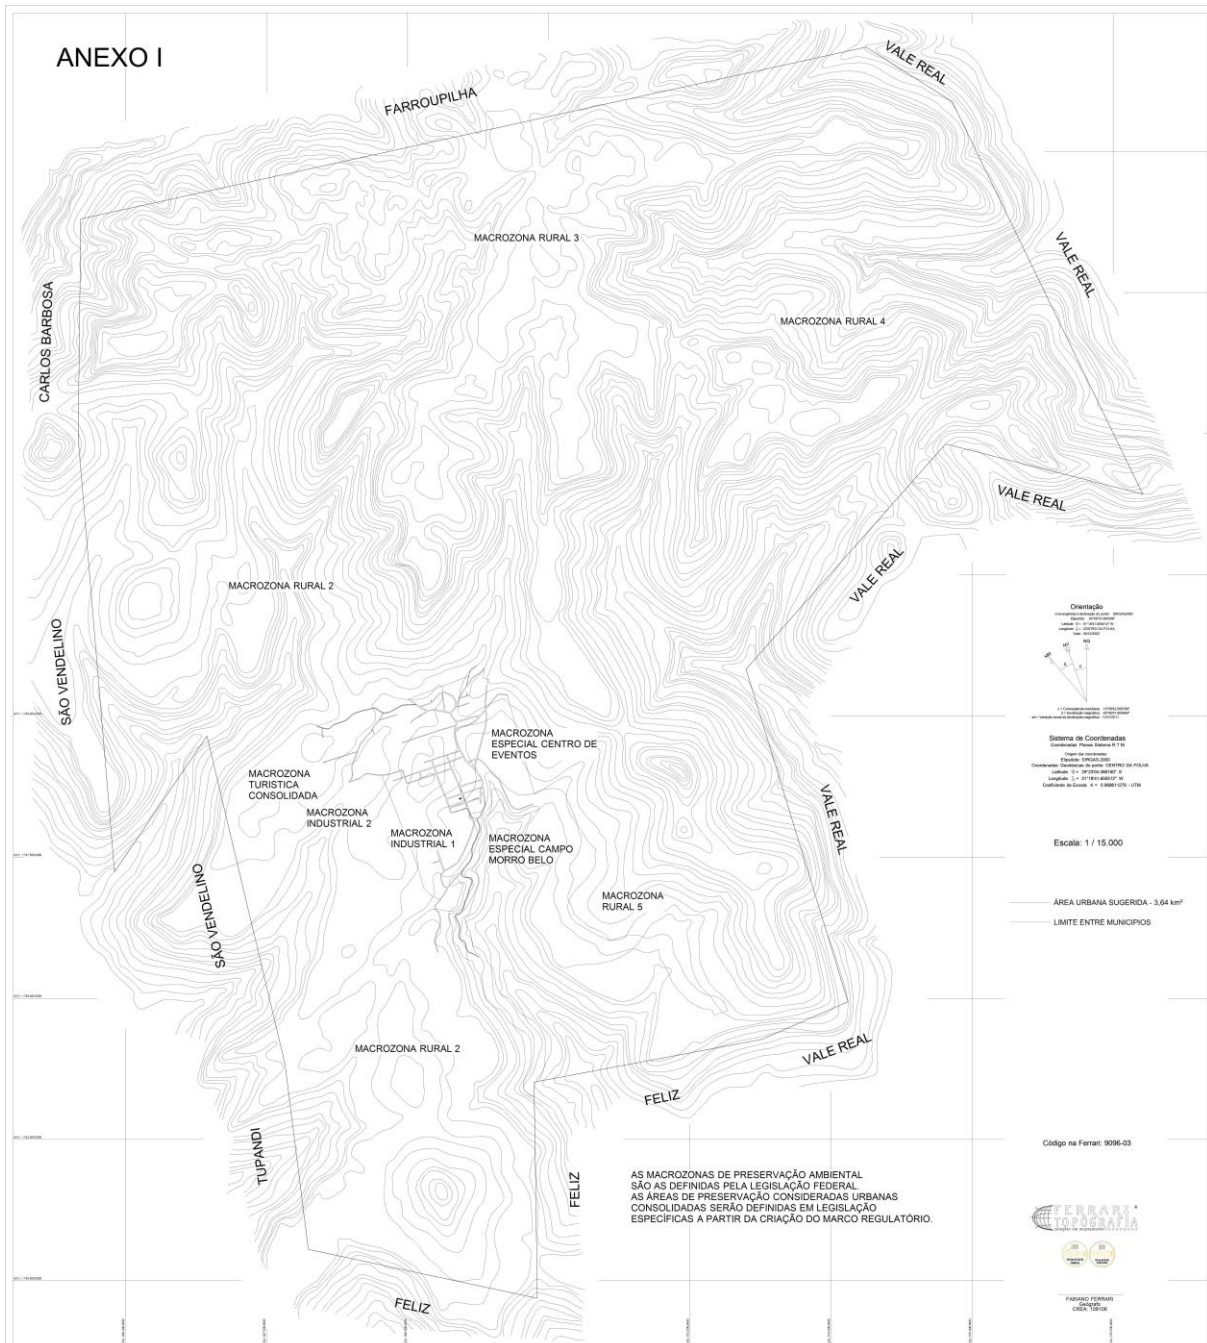 ANEXO I
FARROUPILHA
VALE REAL
VALE REAL
CARLOS BARBOSA
MACROZONA RURAL 3
MACROZONA RURAL 4
VALE REAL
VALE REAL
MACROZONA RURAL 2
SÃO VENDELINO
Orientação
MACROZONA
ESPECIAL CENTRO DE
EVENTOS
MACROZONA
TURISTICA
CONSOLIDADA
MACROZONA
INDUSTRIAL 2
MACROZONA
INDUSTRIAL 1
MACROZONA
ESPECIAL CAMPO
MORRO BELO
VALE REAL
Sistema de Coordenadas
Escala: 1 / 15.000
SÃO VENDELINO
MACROZONA
RURAL 5
ÁREA URBANA SUGERIDA - 3,64 km²
LIMITE ENTRE MUNICIPIOS
MACROZONA RURAL 2
VALE REAL
FELIZ
TUPANDI
FELIZ
Código na Ferrari: 9096-03
AS MACROZONAS DE PRESERVAÇÃO AMBIENTAL
SÃO AS DEFINIDAS PELA LEGISLAÇÃO FEDERAL.
AS ÁREAS DE PRESERVAÇÃO CONSIDERADAS URBANAS
CONSOLIDADAS SERÃO DEFINIDAS EM LEGISLAÇÃO
ESPECÍFICAS A PARTIR DA CRIAÇÃO DO MARCO REGULATÓRIO.
FERRARI
TOPOGRAFIA
FELIZ
FABIANO FERRARI
Geógrafo